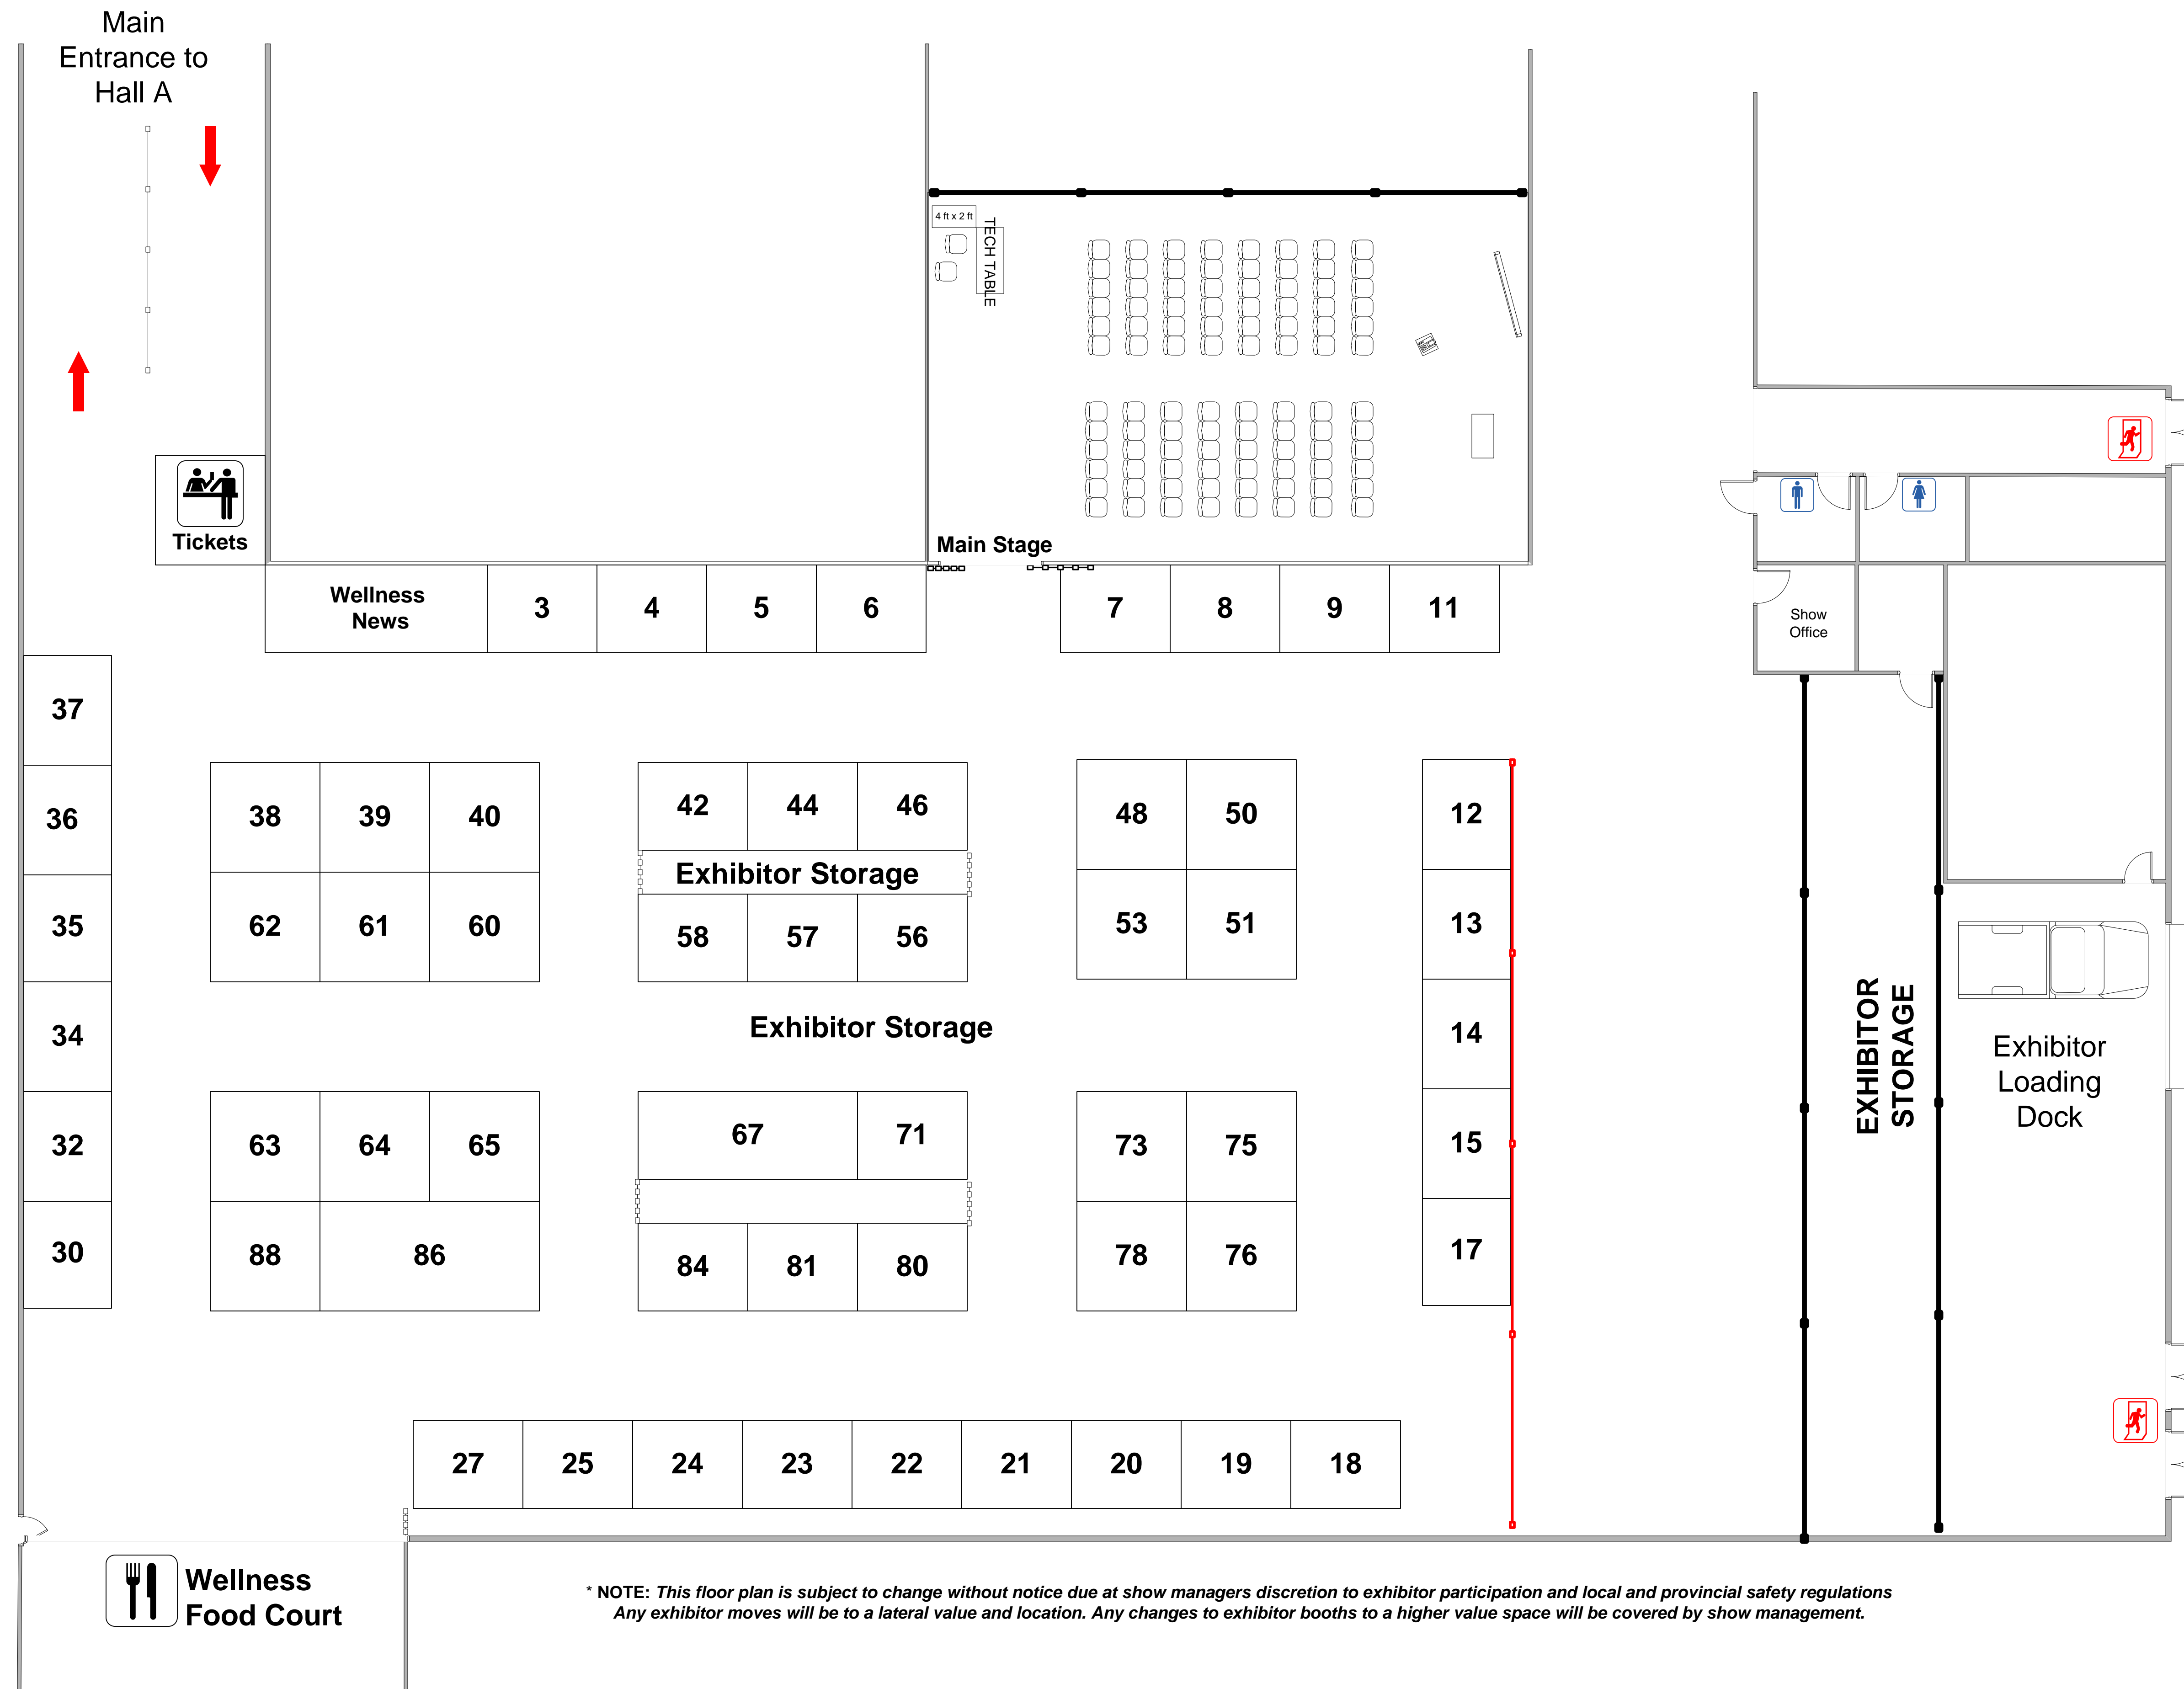 Main
Entrance to
Hall A
4 ft x 2 ft
TECH TABLE
Tickets
Main Stage
Wellness
News
3
4
5
6
7
8
9
11
Show
Office
37
36
35
34
32
30
38
39
40
62
61
60
42
44
46
Exhibitor Storage
58
57
56
48
50
53
51
12
13
14
15
17
Exhibitor Storage
EXHIBITOR
STORAGE
Exhibitor
Loading
Dock
63
64
65
88
86
67
71
84
81
80
73
75
78
76
27
25
24
23
22
21
20
19
18
Wellness
Food Court
* NOTE: This floor plan is subject to change without notice due at show managers discretion to exhibitor participation and local and provincial safety regulations
Any exhibitor moves will be to a lateral value and location. Any changes to exhibitor booths to a higher value space will be covered by show management.